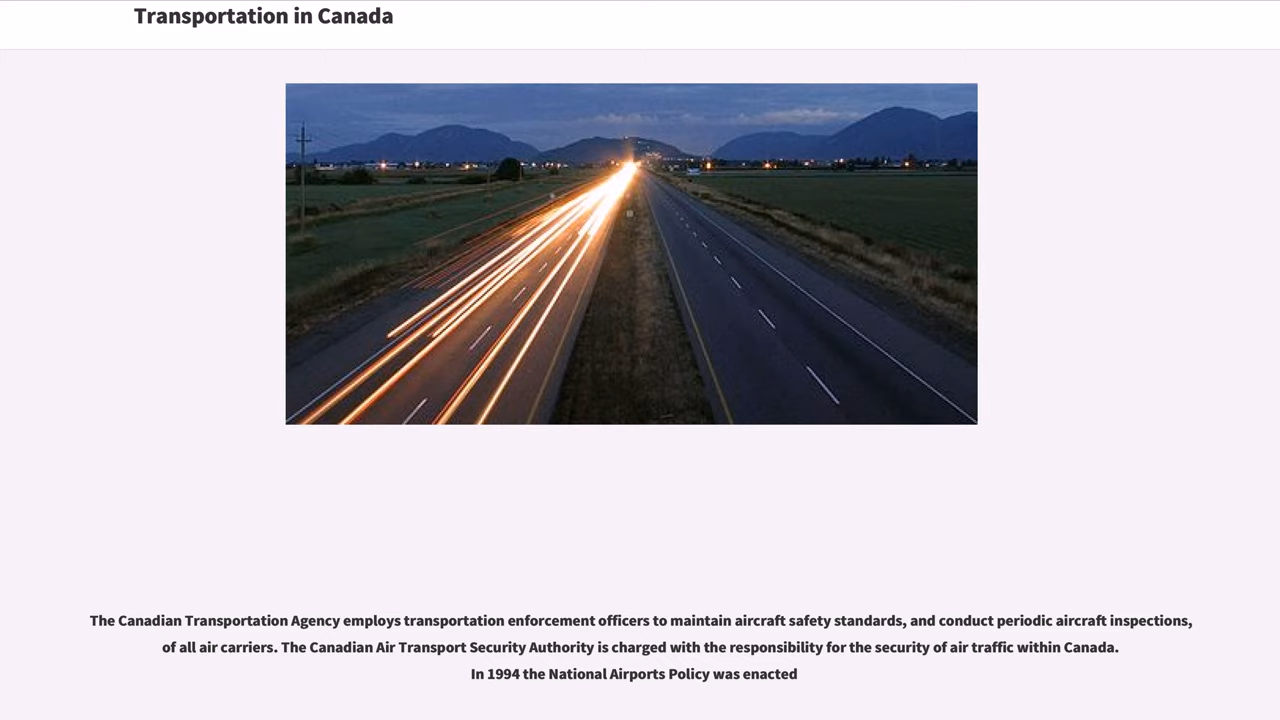 Transportation in Canada
The Canadian Transportation Agency employs transportation enforcement officers to maintain aircraft safety standards, and conduct periodic aircraft inspections,
of all air carriers. The Canadian Air Transport Security Authority is charged with the responsibility for the security of air traffic within Canada.
In 1994 the National Airports Policy was enacted